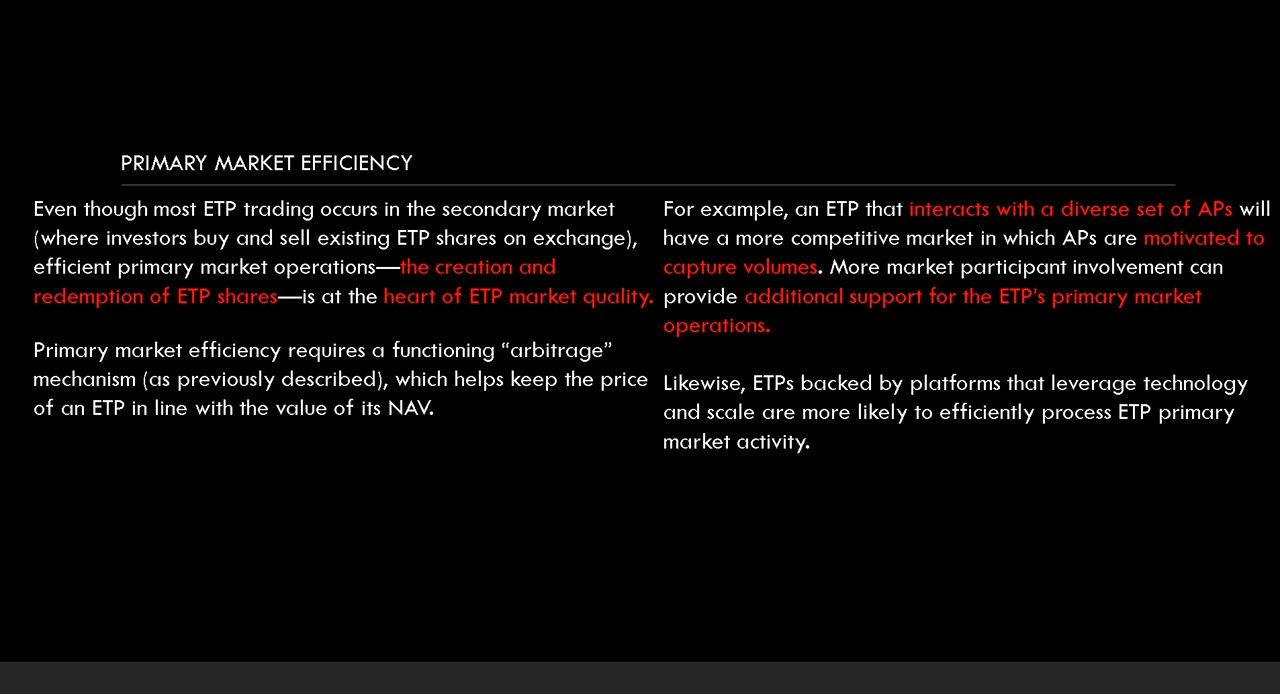 PRIMARY MARKET EFFICIENCY
Even though most ETP trading occurs in the secondary market
(where investors buy and sell existing ETP shares on exchange),
efficient primary market operations—the creation and
redemption of ETP shares—is at the heart of ETP market quality.
Primary market efficiency requires a functioning “arbitrage”
mechanism (as previously described), which helps keep the price
of an ETP in line with the value of its NAV.
For example, an ETP that interacts with a diverse set of APs will
have a more competitive market in which APs are motivated to
capture volumes. More market participant involvement can
provide additional support for the ETP’s primary market
operations.
Likewise, ETPs backed by platforms that leverage technology
and scale are more likely to efficiently process ETP primary
market activity.